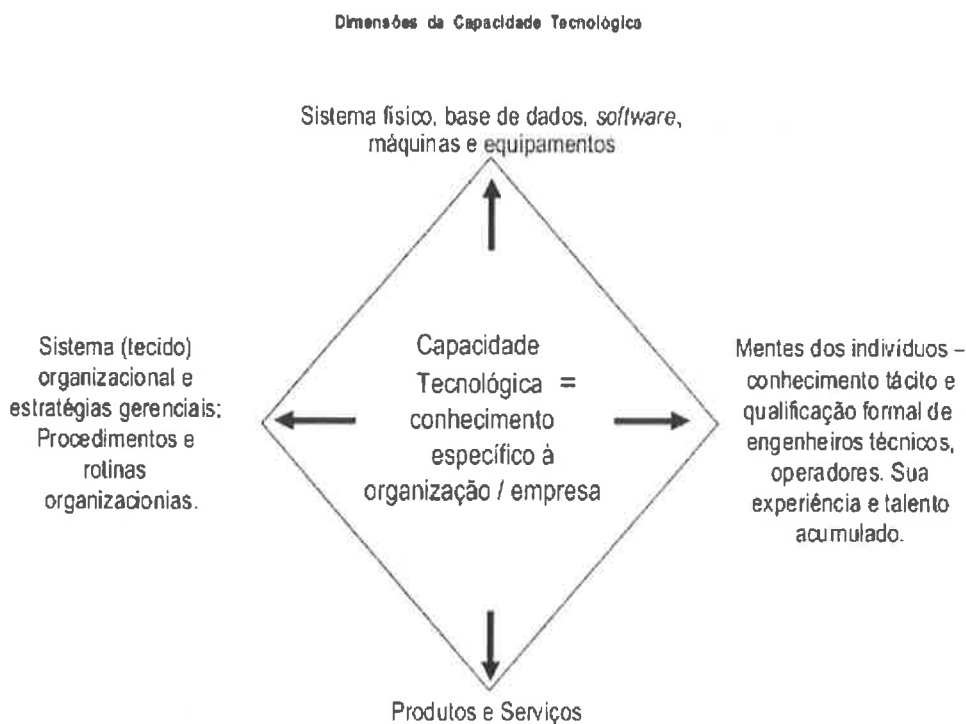 Dimensões da Capacidade Tecnológica
Sistema físico, base de dados, software,
máquinas e equipamentos
Sistema (tecido)
organizacional e
estratégias gerenciais;
Procedimentos e
rotinas
organizacionias.
Capacidade
Tecnológica =
conhecimento
específico à
organização / empresa
Mentes dos indivíduos –
conhecimento tácito e
qualificação formal de
engenheiros técnicos,
operadores. Sua
experiência e talento
acumulado.
Produtos e Serviços